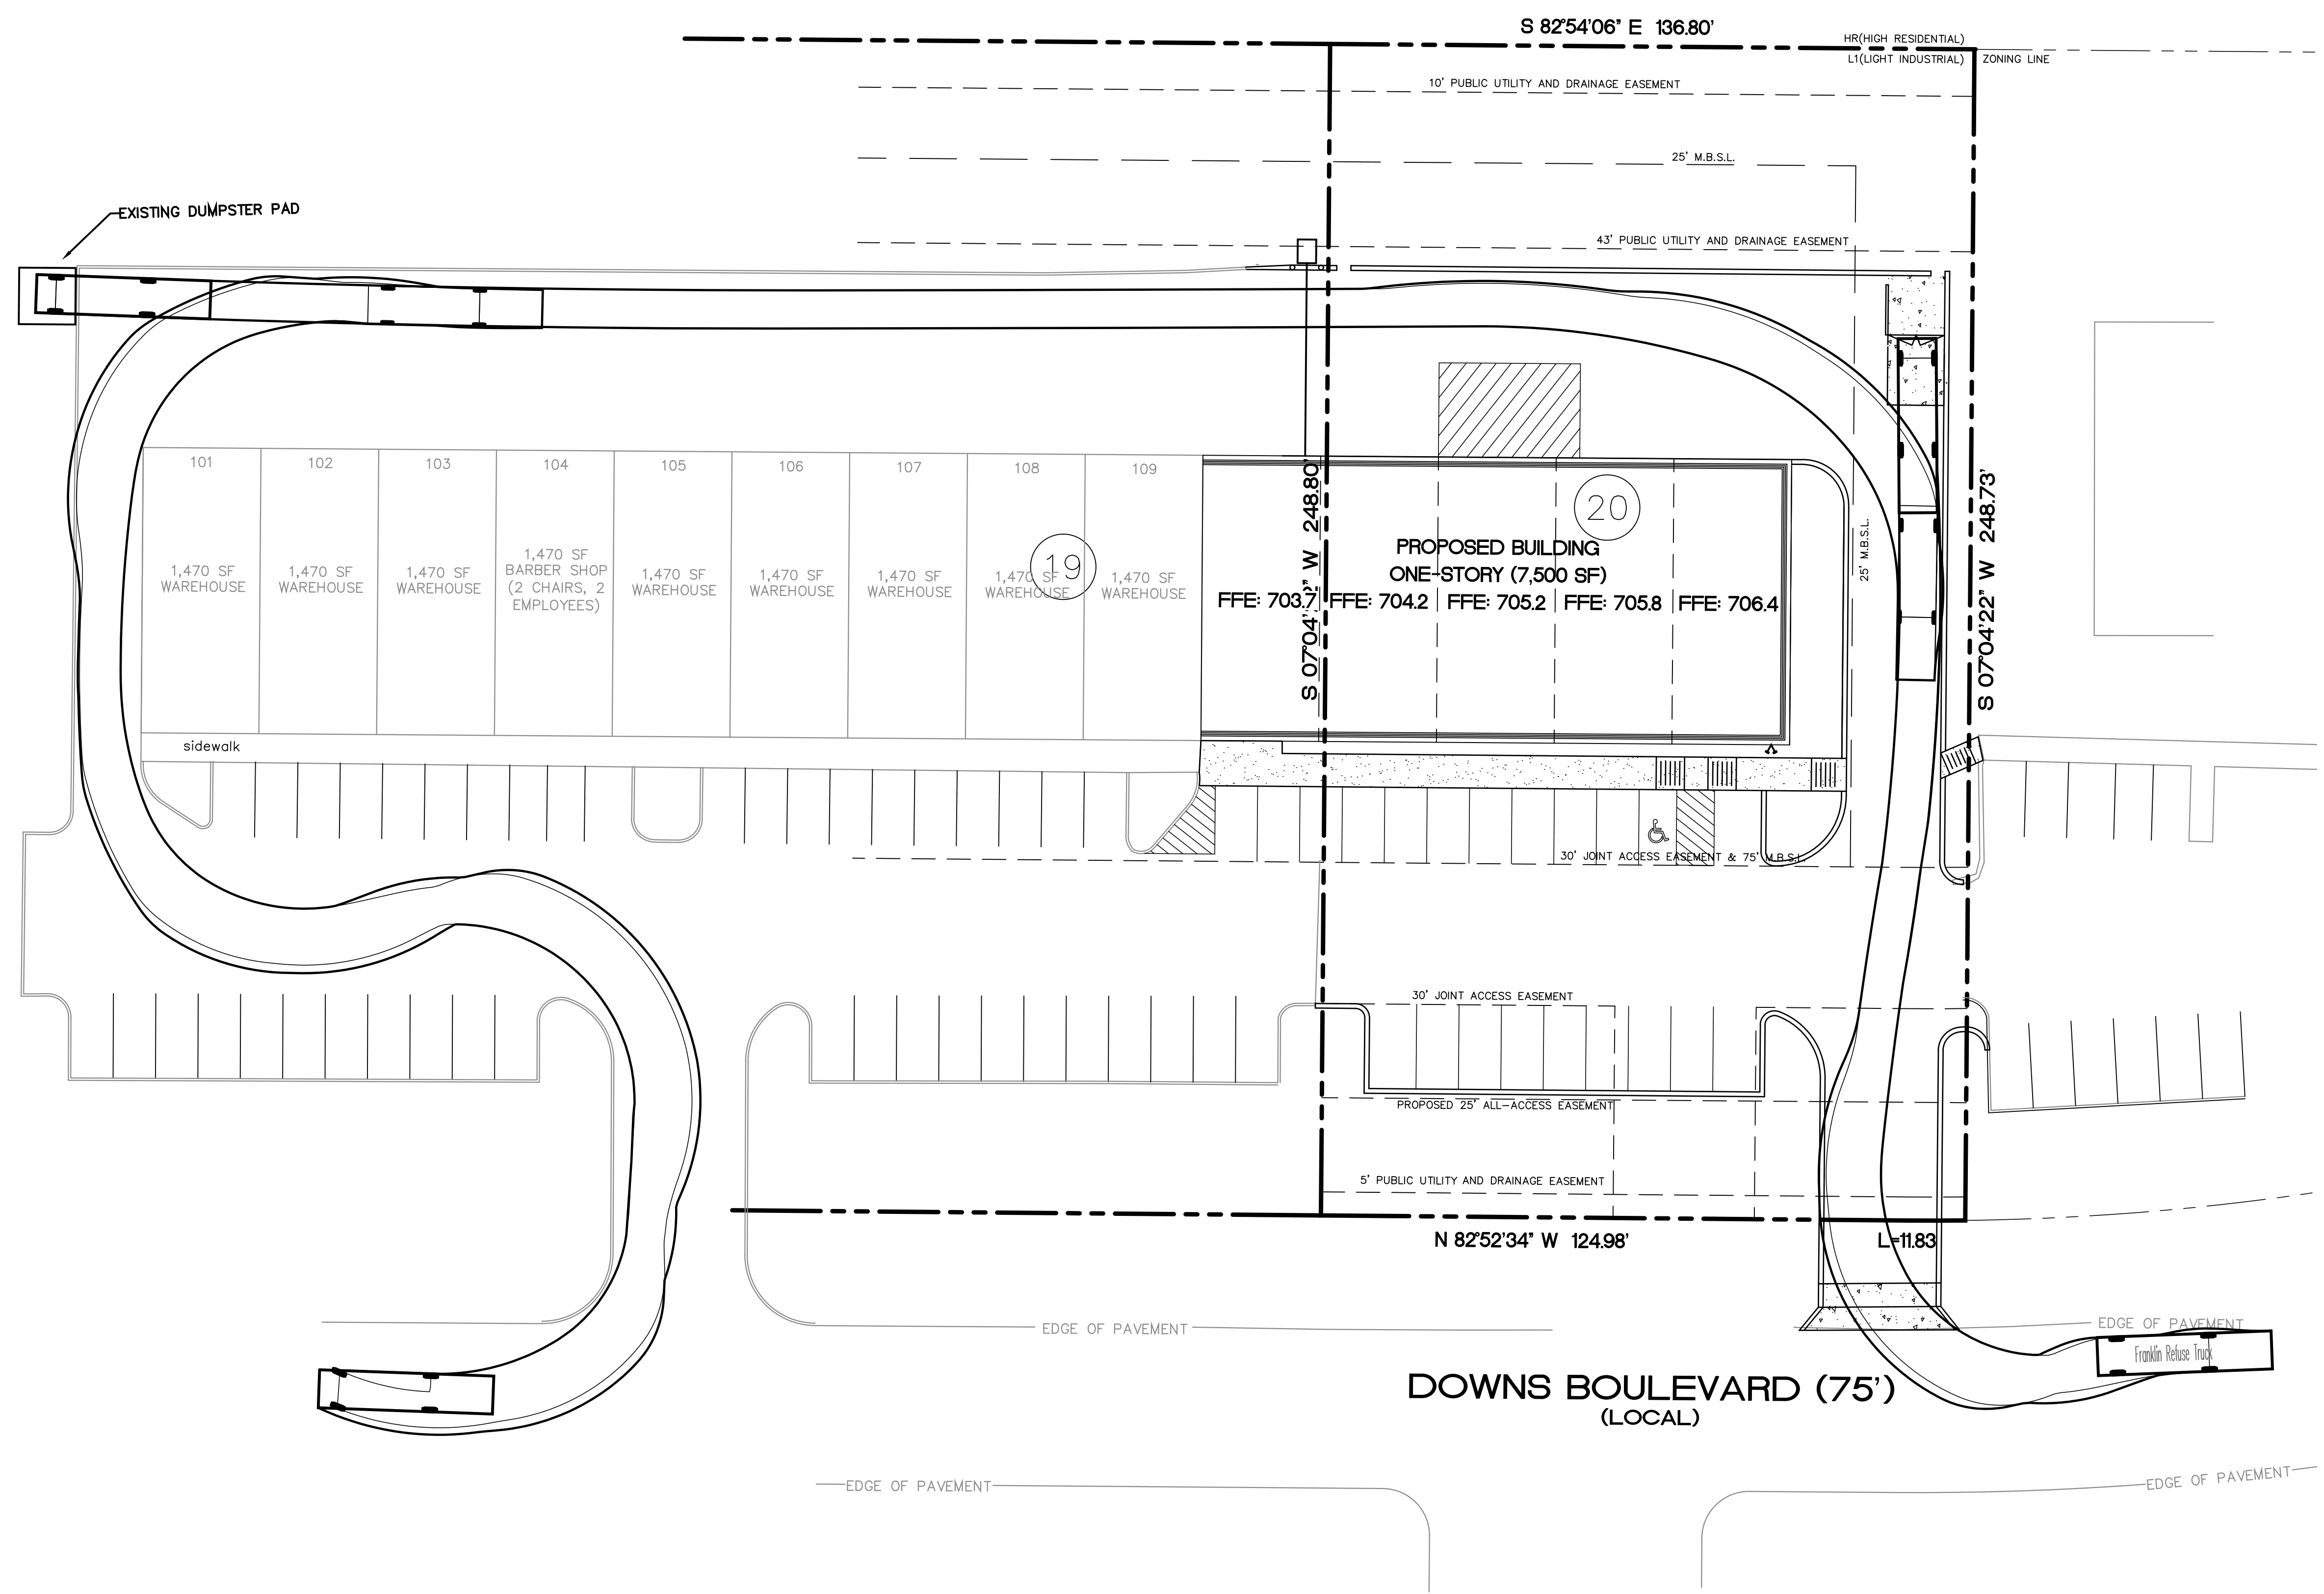 S 82°54'06" E 136.80'
HR(HIGH RESIDENTIAL)
L1(LIGHT INDUSTRIAL)
ZONING LINE
10' PUBLIC UTILITY AND DRAINAGE EASEMENT
25' M.B.S.L.
EXISTING DUMPSTER PAD
43' PUBLIC UTILITY AND DRAINAGE EASEMENT
101
102
103
104
105
106
107
108
109
1,470 SF
WAREHOUSE
1,470 SF
WAREHOUSE
1,470 SF
WAREHOUSE
1,470 SF
BARBER SHOP
(2 CHAIRS, 2
EMPLOYEES)
1,470 SF
WAREHOUSE
1,470 SF
WAREHOUSE
1,470 SF
WAREHOUSE
1,470 SF
WAREHOUSE
1,470 SF
WAREHOUSE
19
20
S 07°04' W 248.80'
PROPOSED BUILDING
ONE-STORY (7,500 SF)
FFE: 703.7
FFE: 704.2
FFE: 705.2
FFE: 705.8
FFE: 706.4
25' M.B.S.L.
S 07°04'22" W 248.73'
sidewalk
30' JOINT ACCESS EASEMENT & 75' M.B.S.L.
30' JOINT ACCESS EASEMENT
PROPOSED 25' ALL-ACCESS EASEMENT
5' PUBLIC UTILITY AND DRAINAGE EASEMENT
N 82°52'34" W 124.98'
L=11.83
EDGE OF PAVEMENT
EDGE OF PAVEMENT
Franklin Refuse Truck
DOWNS BOULEVARD (75')
(LOCAL)
EDGE OF PAVEMENT
EDGE OF PAVEMENT